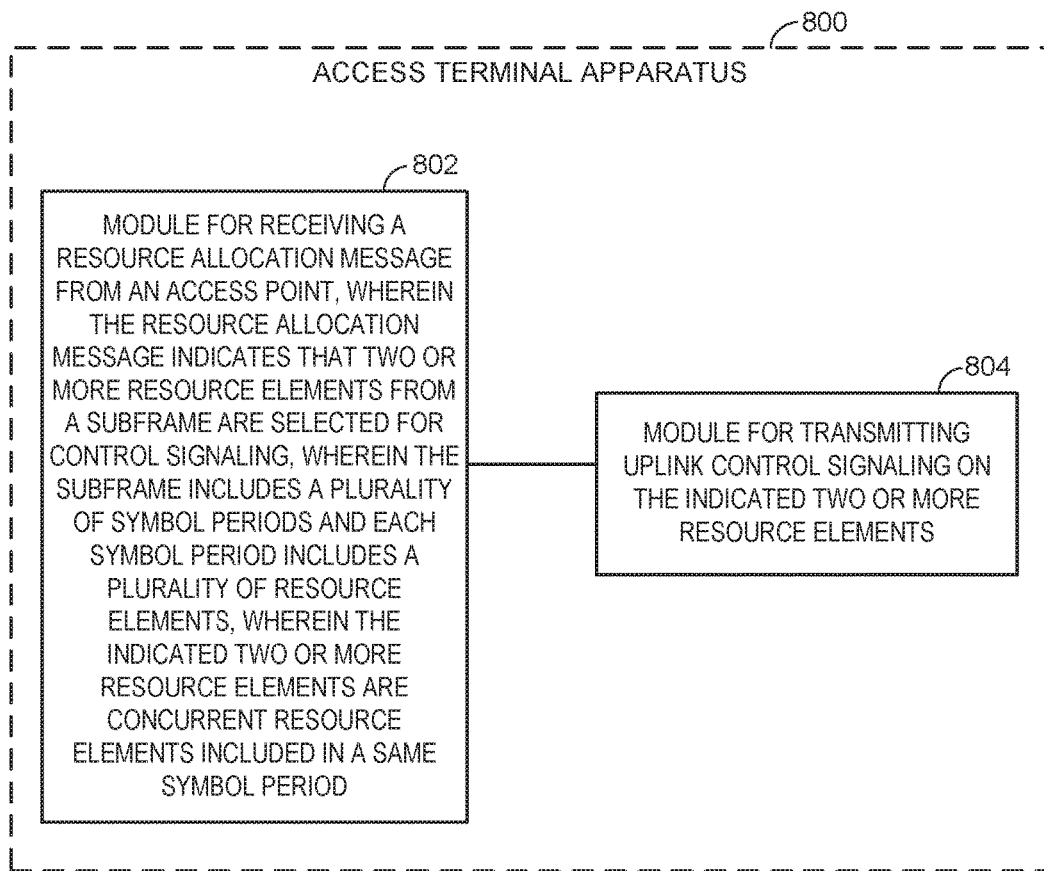 800
ACCESS TERMINAL APPARATUS
802
MODULE FOR RECEIVING A
RESOURCE ALLOCATION MESSAGE
FROM AN ACCESS POINT, WHEREIN
THE RESOURCE ALLOCATION
MESSAGE INDICATES THAT TWO OR
MORE RESOURCE ELEMENTS FROM
A SUBFRAME ARE SELECTED FOR
CONTROL SIGNALING, WHEREIN THE
SUBFRAME INCLUDES A PLURALITY
OF SYMBOL PERIODS AND EACH
SYMBOL PERIOD INCLUDES A
PLURALITY OF RESOURCE
ELEMENTS, WHEREIN THE
INDICATED TWO OR MORE
RESOURCE ELEMENTS ARE
CONCURRENT RESOURCE
ELEMENTS INCLUDED IN A SAME
SYMBOL PERIOD
804
MODULE FOR TRANSMITTING
UPLINK CONTROL SIGNALING ON
THE INDICATED TWO OR MORE
RESOURCE ELEMENTS